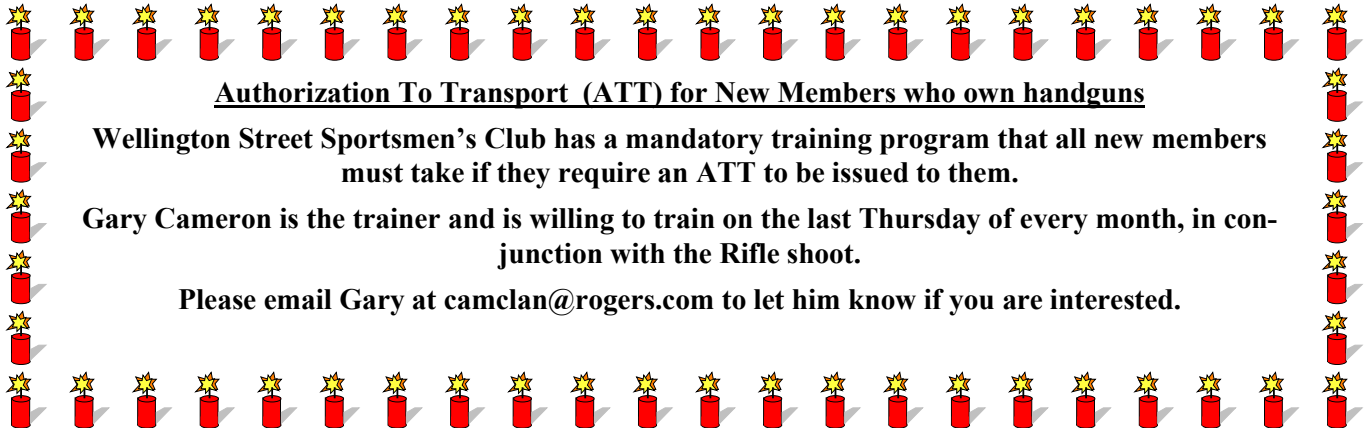 Authorization To Transport  (ATT) for New Members who own handguns
Wellington Street Sportsmen’s Club has a mandatory training program that all new members
must take if they require an ATT to be issued to them.
Gary Cameron is the trainer and is willing to train on the last Thursday of every month, in con-
junction with the Rifle shoot.
Please email Gary at camclan@rogers.com to let him know if you are interested.